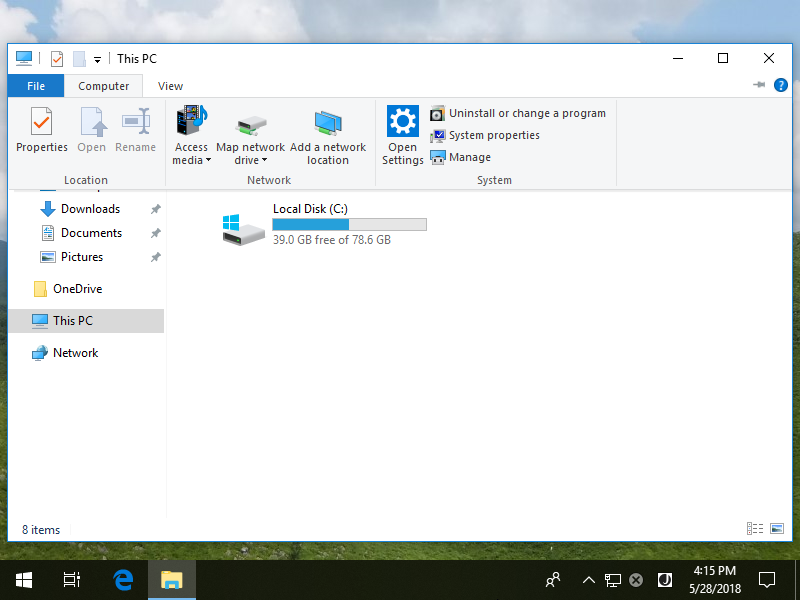 This PC
File
Computer
View
Properties
Open
Rename
Access media
Map network drive
Add a network location
Open Settings
Uninstall or change a program
System properties
Manage
Location
Network
System
Downloads
Documents
Pictures
OneDrive
This PC
Network
Local Disk (C:)
39.0 GB free of 78.6 GB
8 items
4:15 PM
5/28/2018